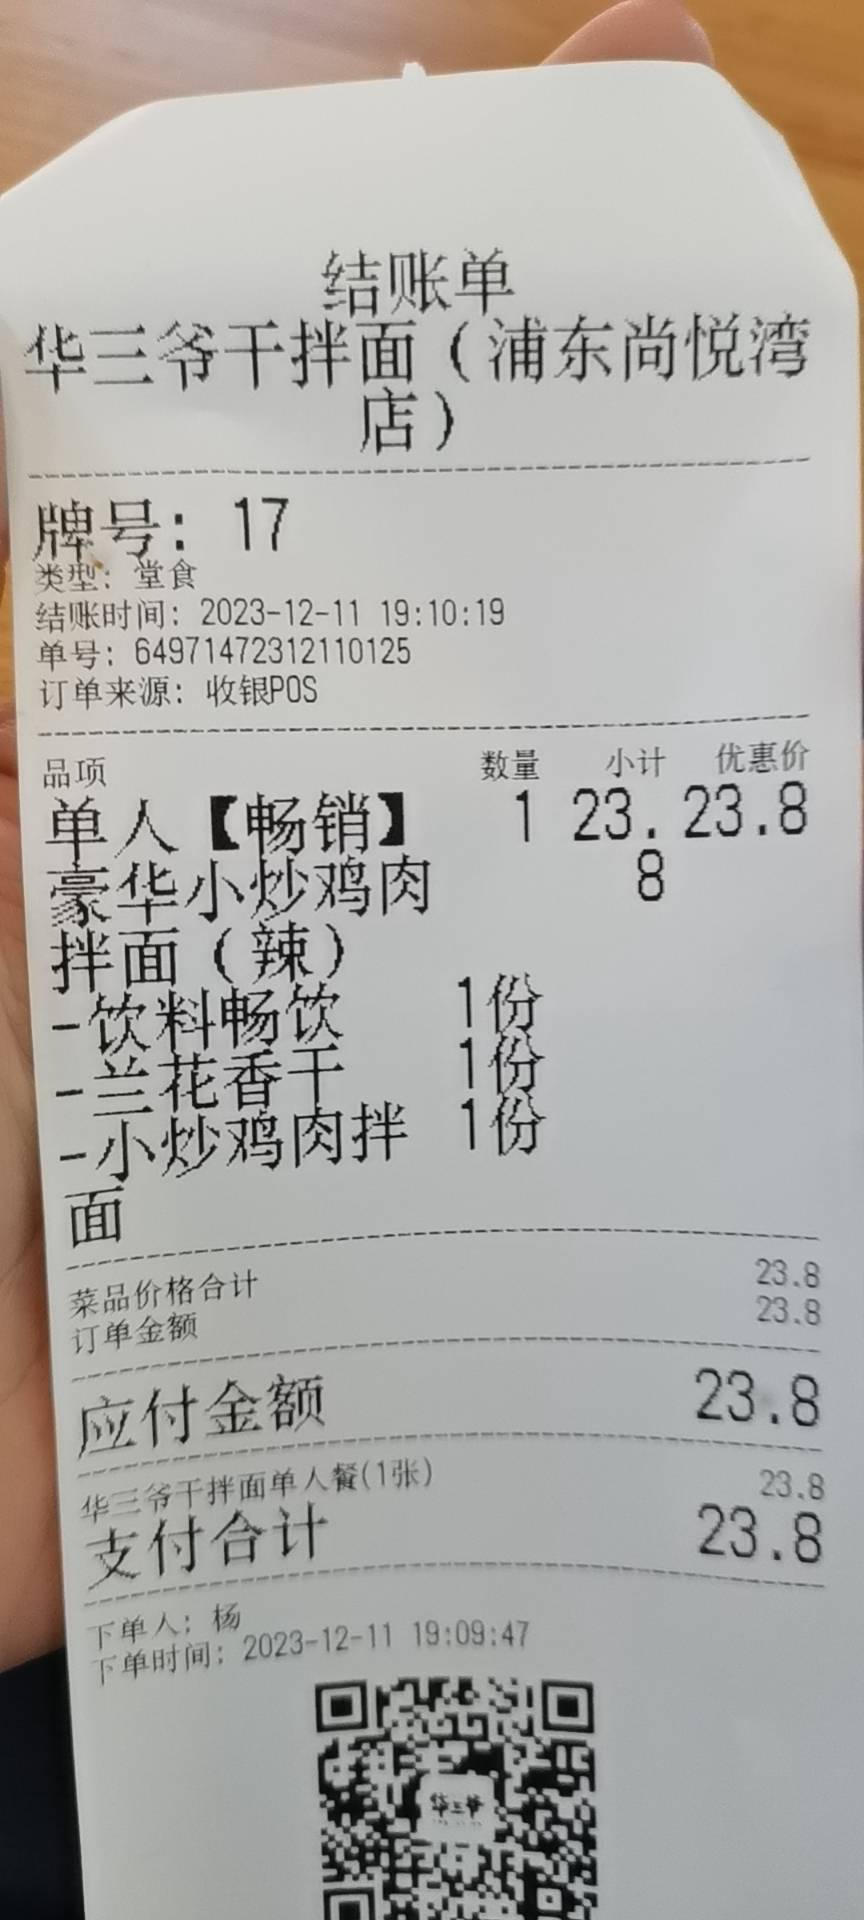 结账单
华三爷干拌面（浦东尚悦湾
店）
牌号：17
类型：堂食
结账时间：2023-12-11 19:10:19
单号：64971472312110125
订单来源：收银POS
品项 数量 小计 优惠价
单人【畅销】 1 23. 23.8
豪华小炒鸡肉 8
拌面（辣）
-饮料畅饮 1份
-兰花香干 1份
-小炒鸡肉拌 1份
面
菜品价格合计 23.8
订单金额 23.8
应付金额 23.8
华三爷干拌面单人餐(1张) 23.8
支付合计 23.8
下单人：杨
下单时间：2023-12-11 19:09:47
华三爷